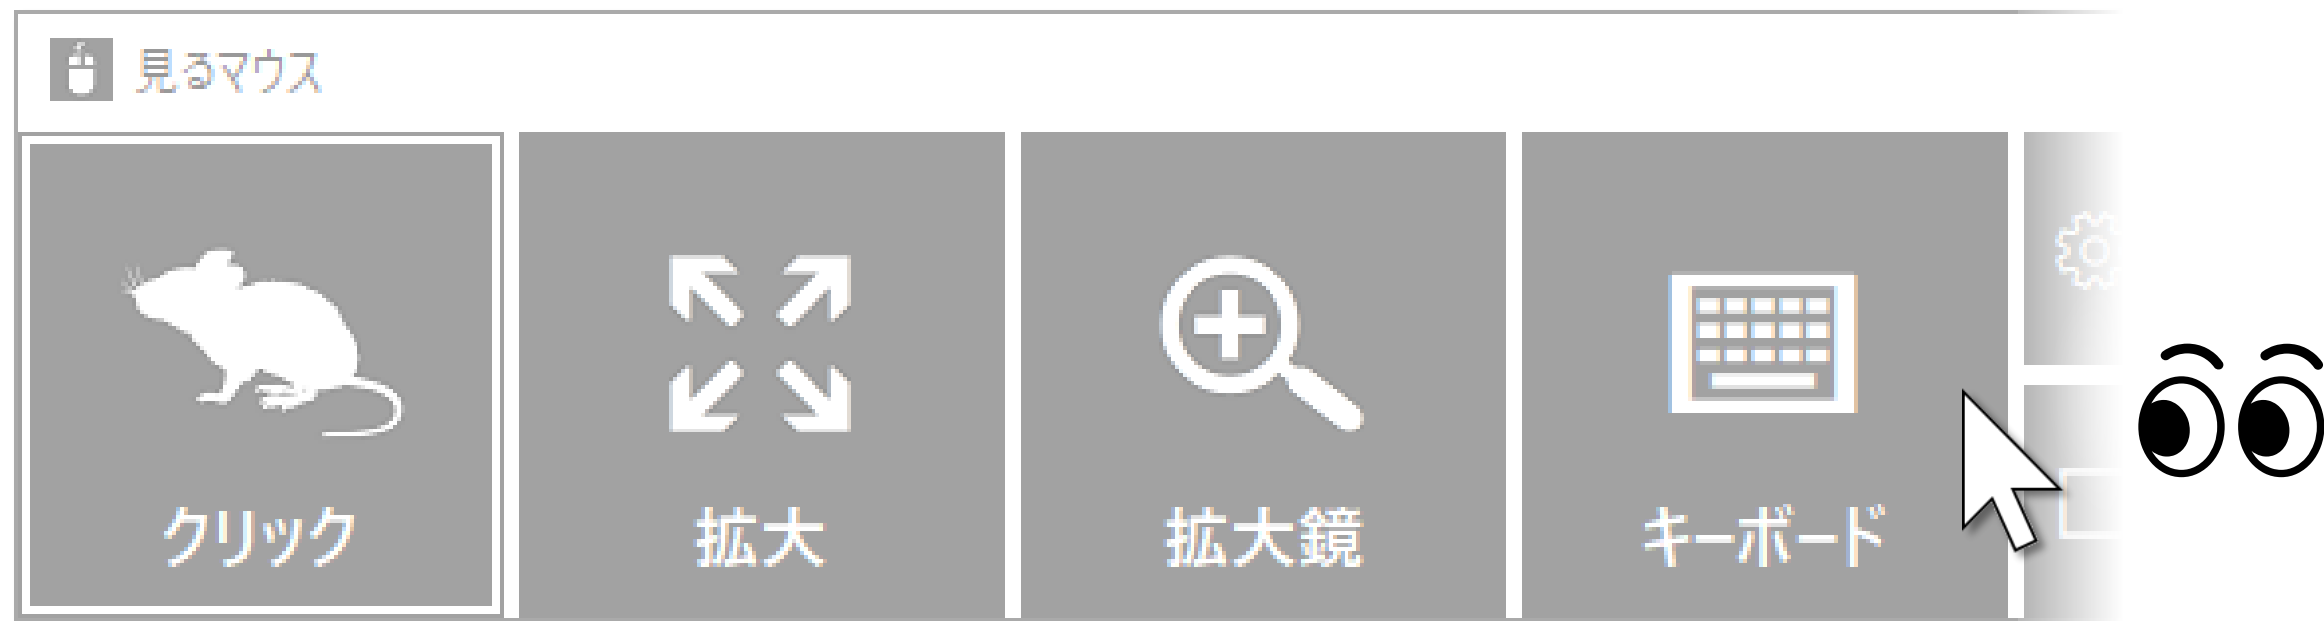 見るマウス
クリック
拡大
拡大鏡
キーボード